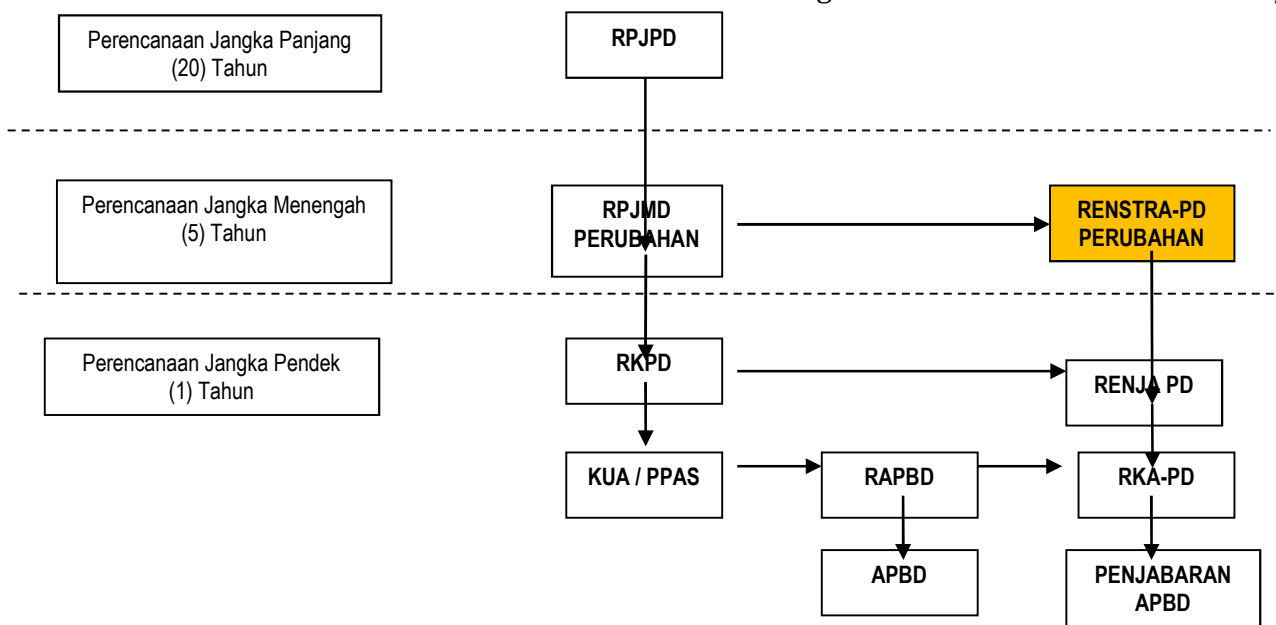 Perencanaan Jangka Panjang
(20) Tahun
RPJPD
Perencanaan Jangka Menengah
(5) Tahun
RPJMD
PERUBAHAN
RENSTRA-PD
PERUBAHAN
Perencanaan Jangka Pendek
(1) Tahun
RKPD
RENJA PD
KUA / PPAS
RAPBD
RKA-PD
APBD
PENJABARAN
APBD